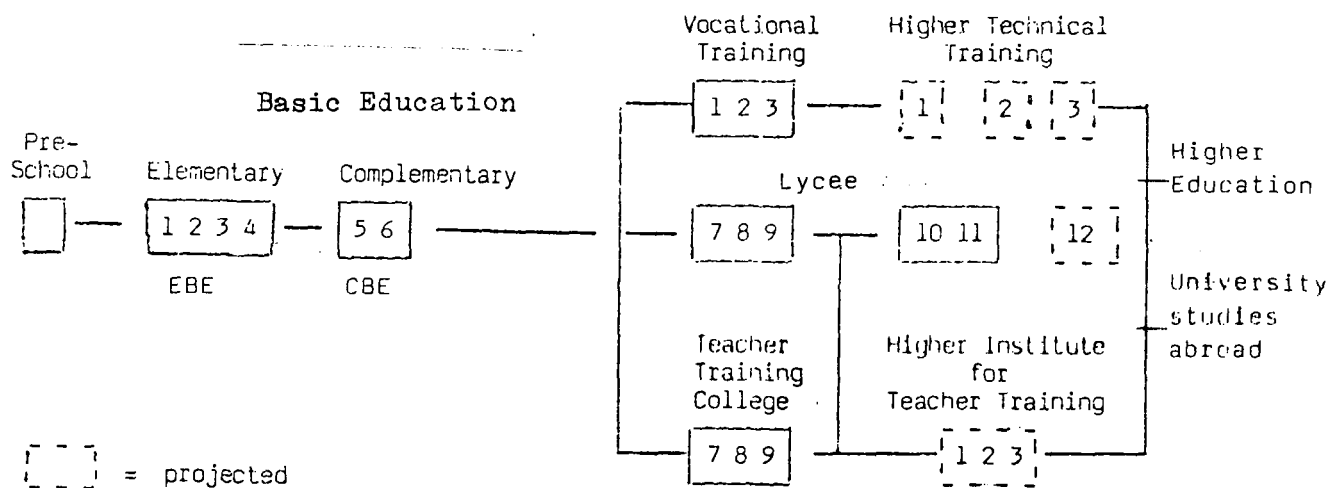 Vocational
Training
Higher Technical
Training
Basic Education
1 2 3
1
2
3
Pre-
School
Elementary
Complementary
Lycee
Higher
Education
1 2 3 4
5 6
7 8 9
10 11
12
EBE
CBE
University
studies
abroad
Teacher
Training
College
Higher Institute
for
Teacher Training
7 8 9
1 2 3
= projected